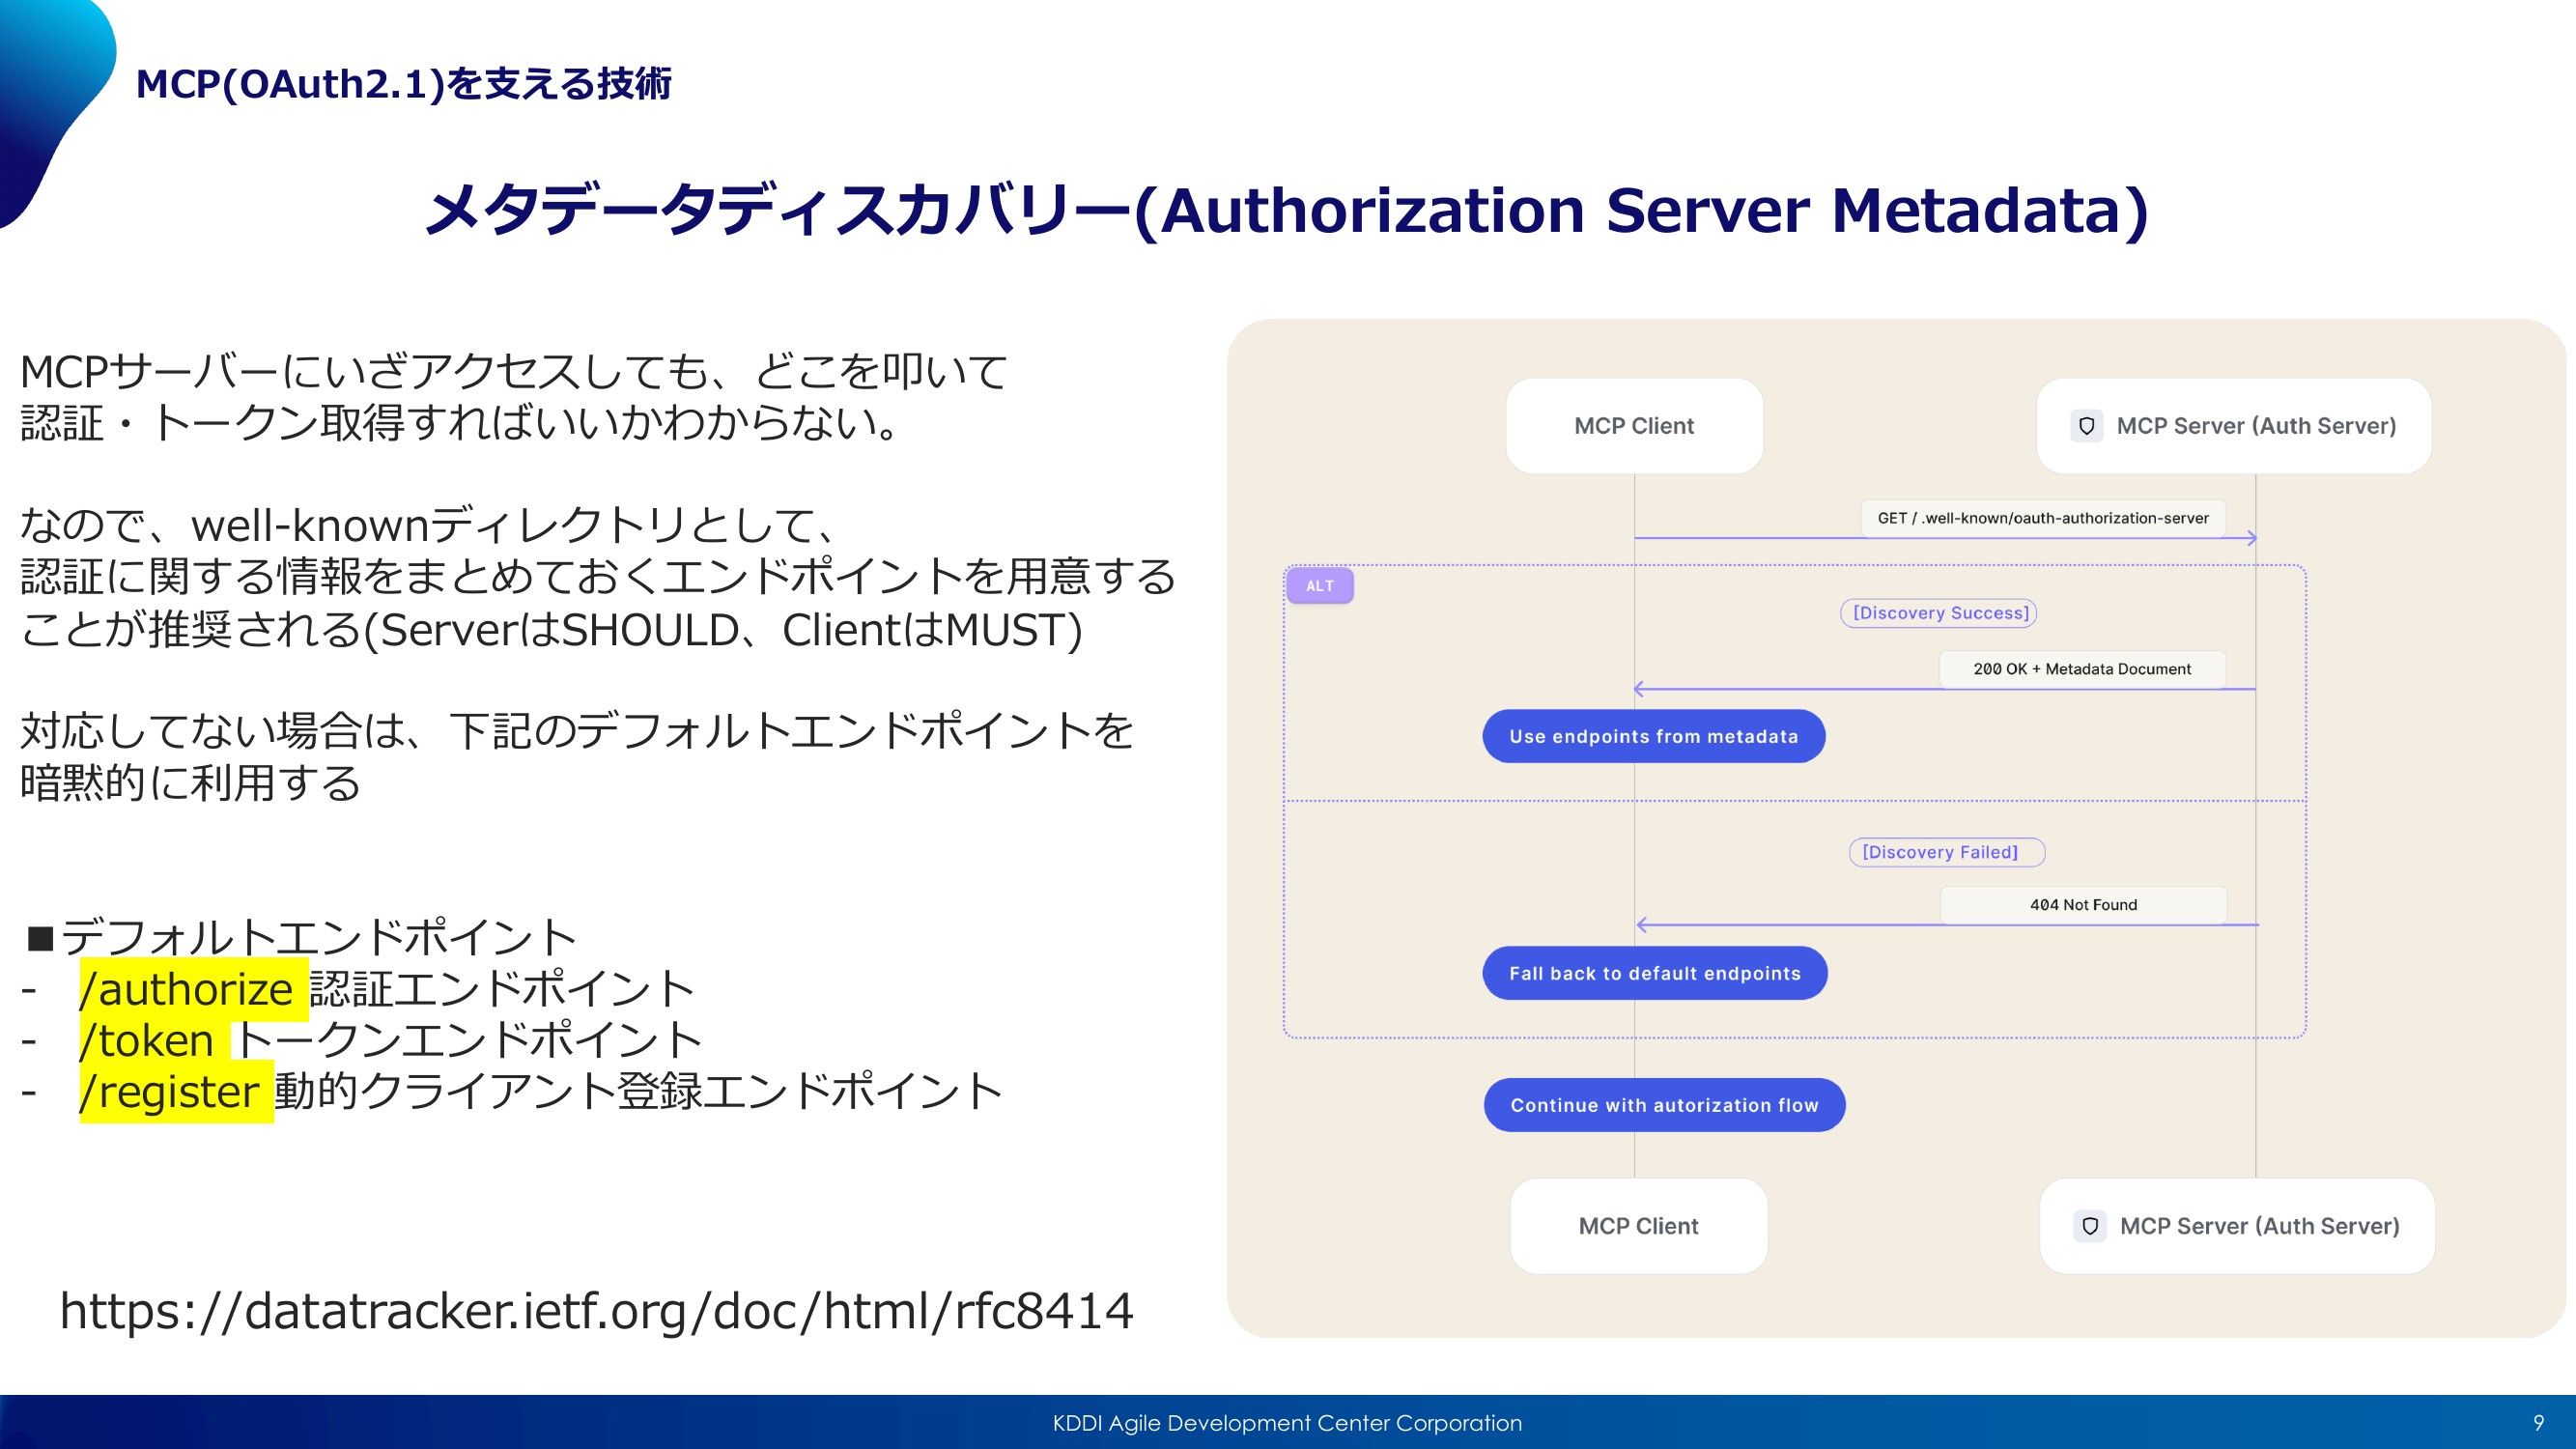 MCP(OAuth2.1)を支える技術
メタデータディスカバリー(Authorization Server Metadata)
MCPサーバーにいざアクセスしても、どこを叩いて
認証・トークン取得すればいいかわからない。
なので、well-knownディレクトリとして、
認証に関する情報をまとめておくエンドポイントを用意する
ことが推奨される(ServerはSHOULD、ClientはMUST)
対応してない場合は、下記のデフォルトエンドポイントを
暗黙的に利用する
■デフォルトエンドポイント
- /authorize 認証エンドポイント
- /token トークンエンドポイント
- /register 動的クライアント登録エンドポイント
https://datatracker.ietf.org/doc/html/rfc8414
MCP Client
MCP Server (Auth Server)
GET / .well-known/oauth-authorization-server
ALT
[Discovery Success]
200 OK + Metadata Document
Use endpoints from metadata
[Discovery Failed]
404 Not Found
Fall back to default endpoints
Continue with autorization flow
MCP Client
MCP Server (Auth Server)
KDDI Agile Development Center Corporation
9